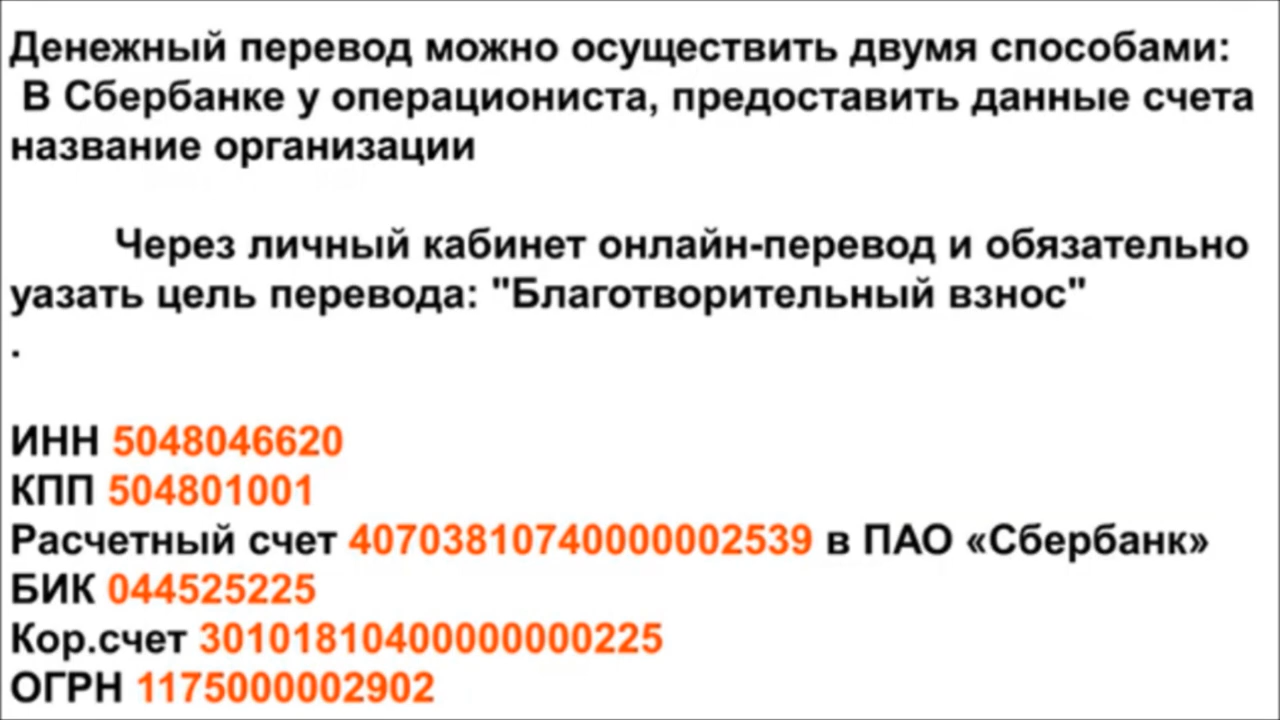 Денежный перевод можно осуществить двумя способами:
В Сбербанке у операциониста, предоставить данные счета
название организации
Через личный кабинет онлайн-перевод и обязательно
уазать цель перевода: "Благотворительный взнос"
.
ИНН 5048046620
КПП 504801001
Расчетный счет 40703810740000002539 в ПАО «Сбербанк»
БИК 044525225
Кор.счет 30101810400000000225
ОГРН 1175000002902